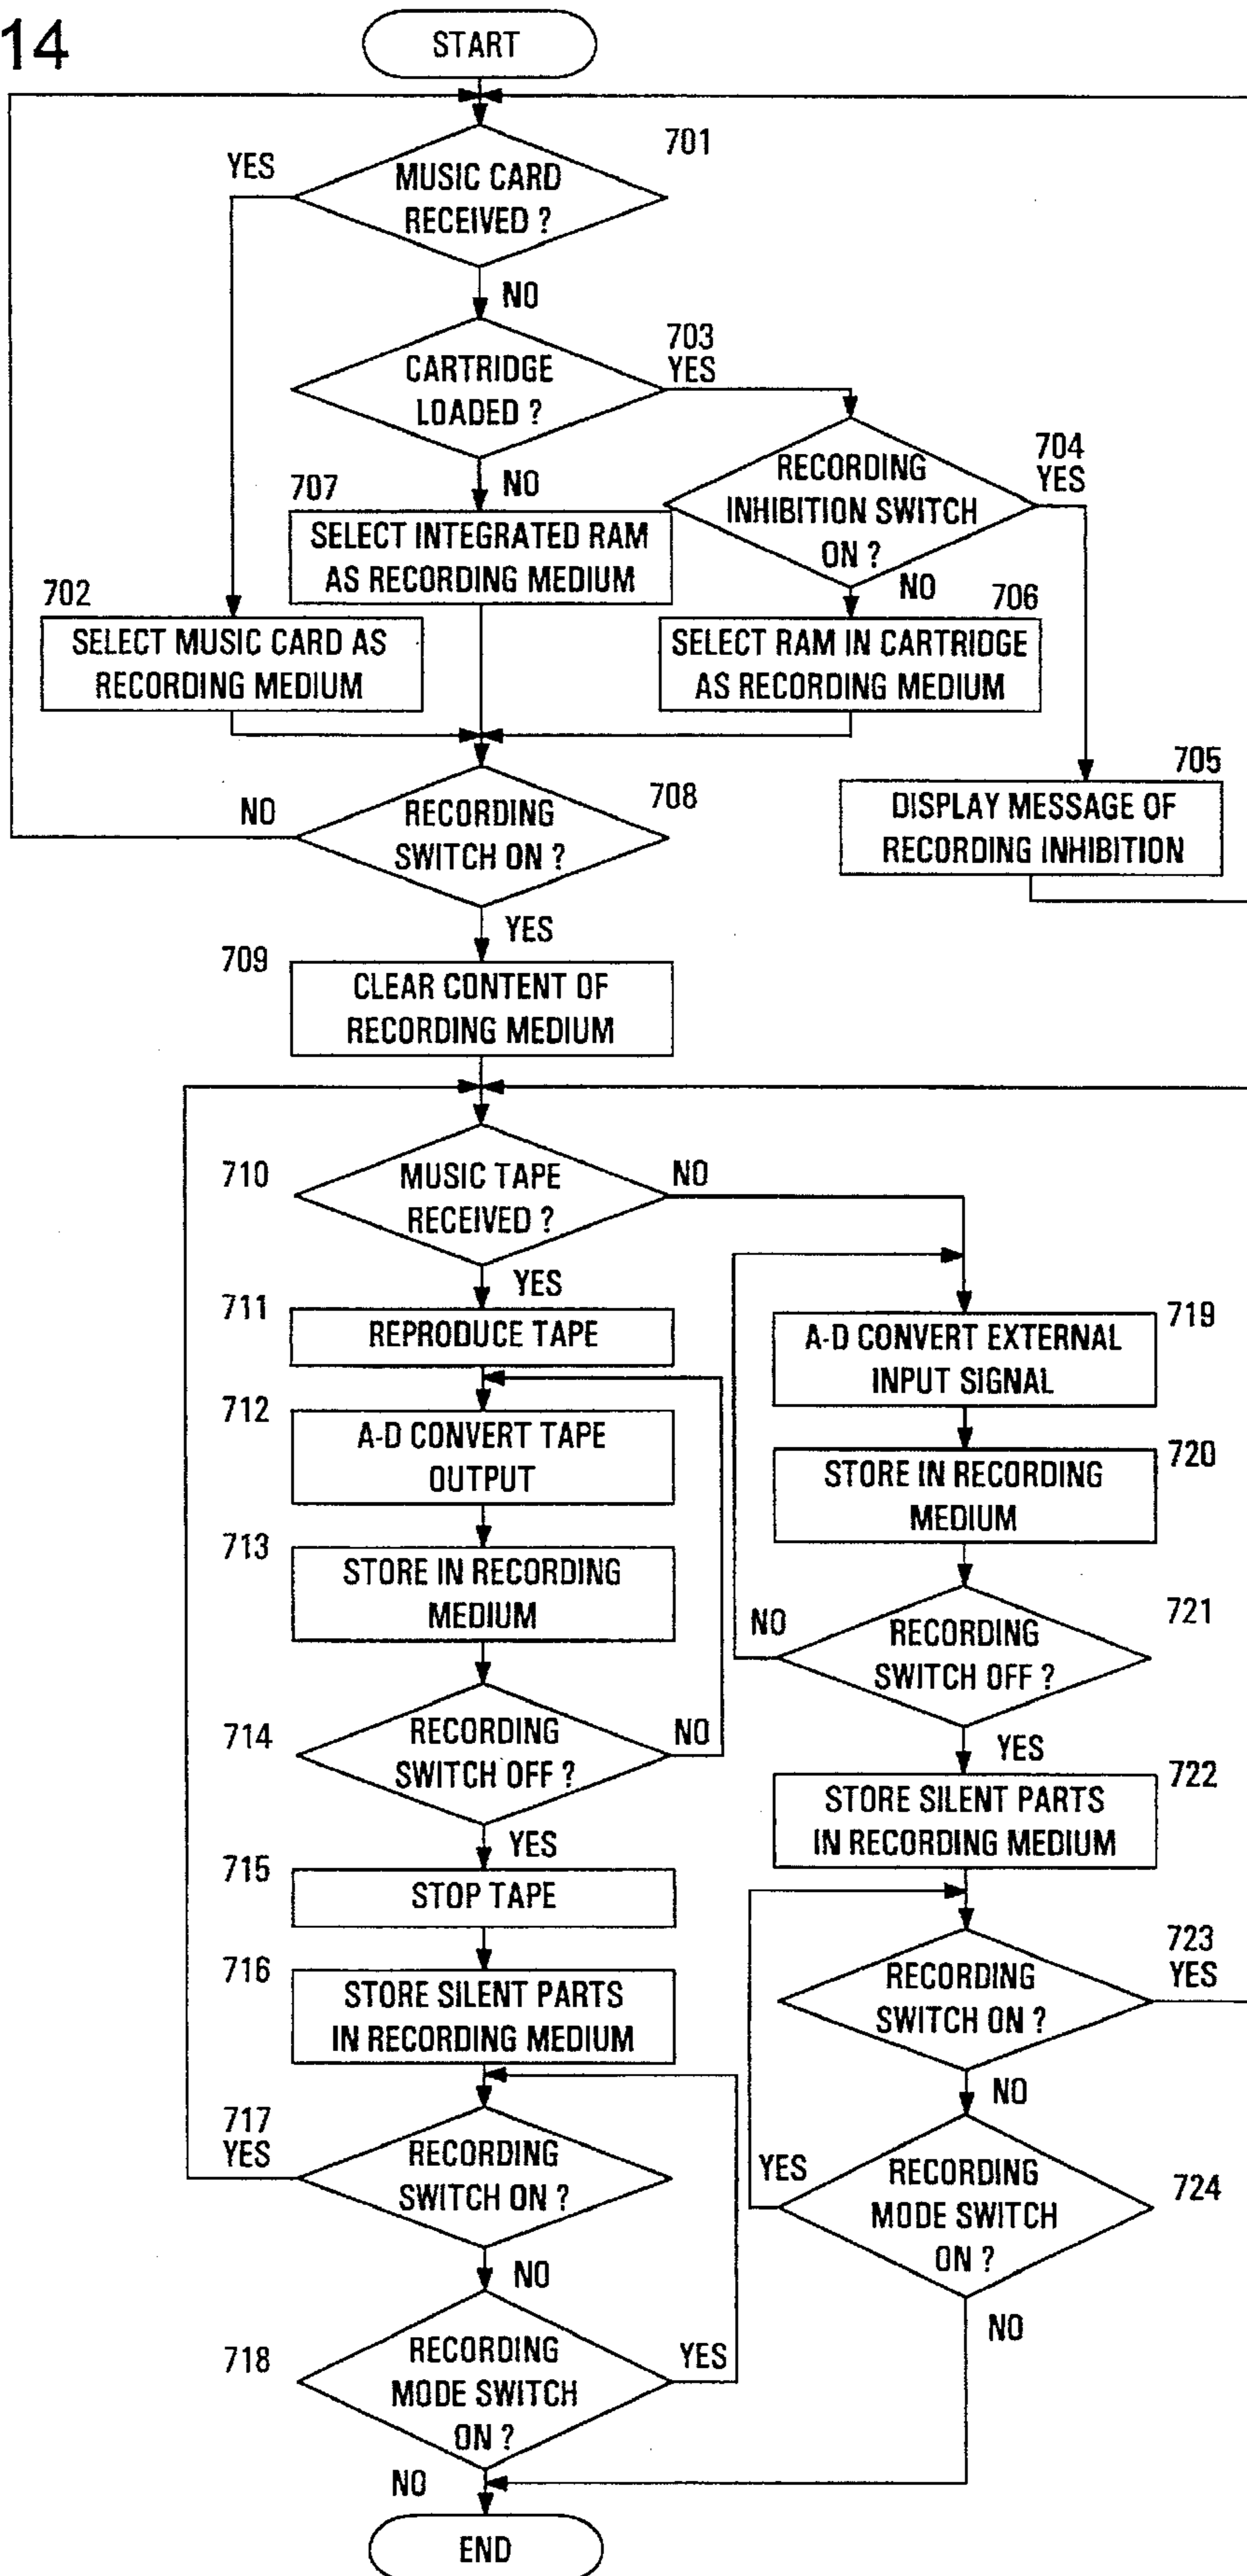 14
START
701
YES
MUSIC CARD
RECEIVED ?
NO
703
YES
CARTRIDGE
LOADED ?
704
YES
RECORDING
INHIBITION SWITCH
ON ?
NO
707
NO
SELECT INTEGRATED RAM
AS RECORDING MEDIUM
702
SELECT MUSIC CARD AS
RECORDING MEDIUM
706
SELECT RAM IN CARTRIDGE
AS RECORDING MEDIUM
705
DISPLAY MESSAGE OF
RECORDING INHIBITION
NO
708
RECORDING
SWITCH ON ?
YES
709
CLEAR CONTENT OF
RECORDING MEDIUM
710
MUSIC TAPE
RECEIVED ?
NO
YES
711
REPRODUCE TAPE
712
A-D CONVERT TAPE
OUTPUT
713
STORE IN RECORDING
MEDIUM
714
RECORDING
SWITCH OFF ?
NO
YES
715
STOP TAPE
716
STORE SILENT PARTS
IN RECORDING MEDIUM
717
YES
RECORDING
SWITCH ON ?
NO
718
RECORDING
MODE SWITCH
ON ?
YES
NO
719
A-D CONVERT EXTERNAL
INPUT SIGNAL
720
STORE IN RECORDING
MEDIUM
721
NO
RECORDING
SWITCH OFF ?
YES
722
STORE SILENT PARTS
IN RECORDING MEDIUM
723
YES
RECORDING
SWITCH ON ?
NO
724
YES
RECORDING
MODE SWITCH
ON ?
NO
END